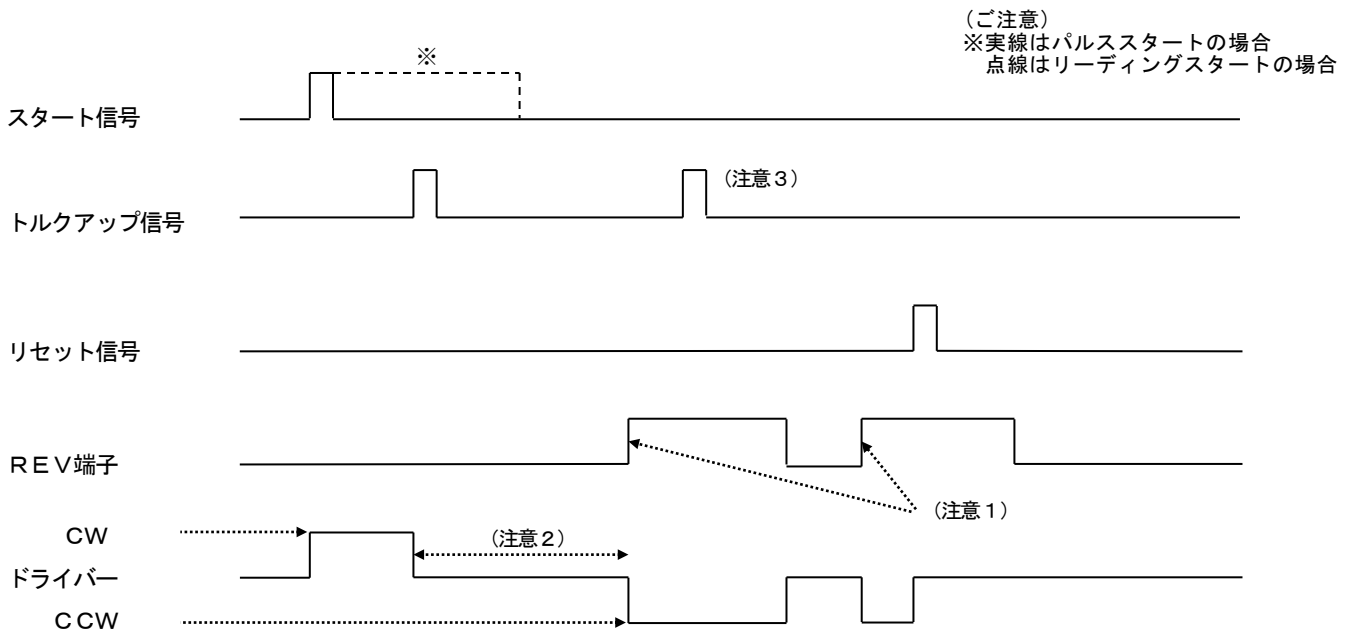 （ご注意）
※実線はパルススタートの場合
点線はリーディングスタートの場合
※
スタート信号
（注意３）
トルクアップ信号
リセット信号
ＲＥＶ端子
（注意１）
CW
（注意２）
ドライバー
ＣＣＷ